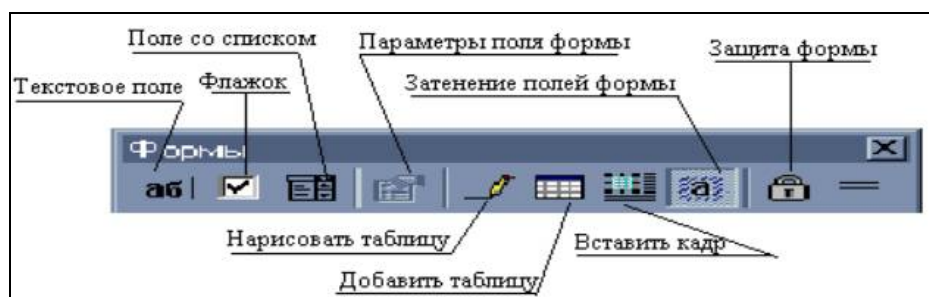 Поле со списком
Параметры поля формы
Защита формы
Текстовое поле
Флажок
Затенение полей формы
Формы
аб
а
Нарисовать таблицу
Вставить кадр
Добавить таблицу